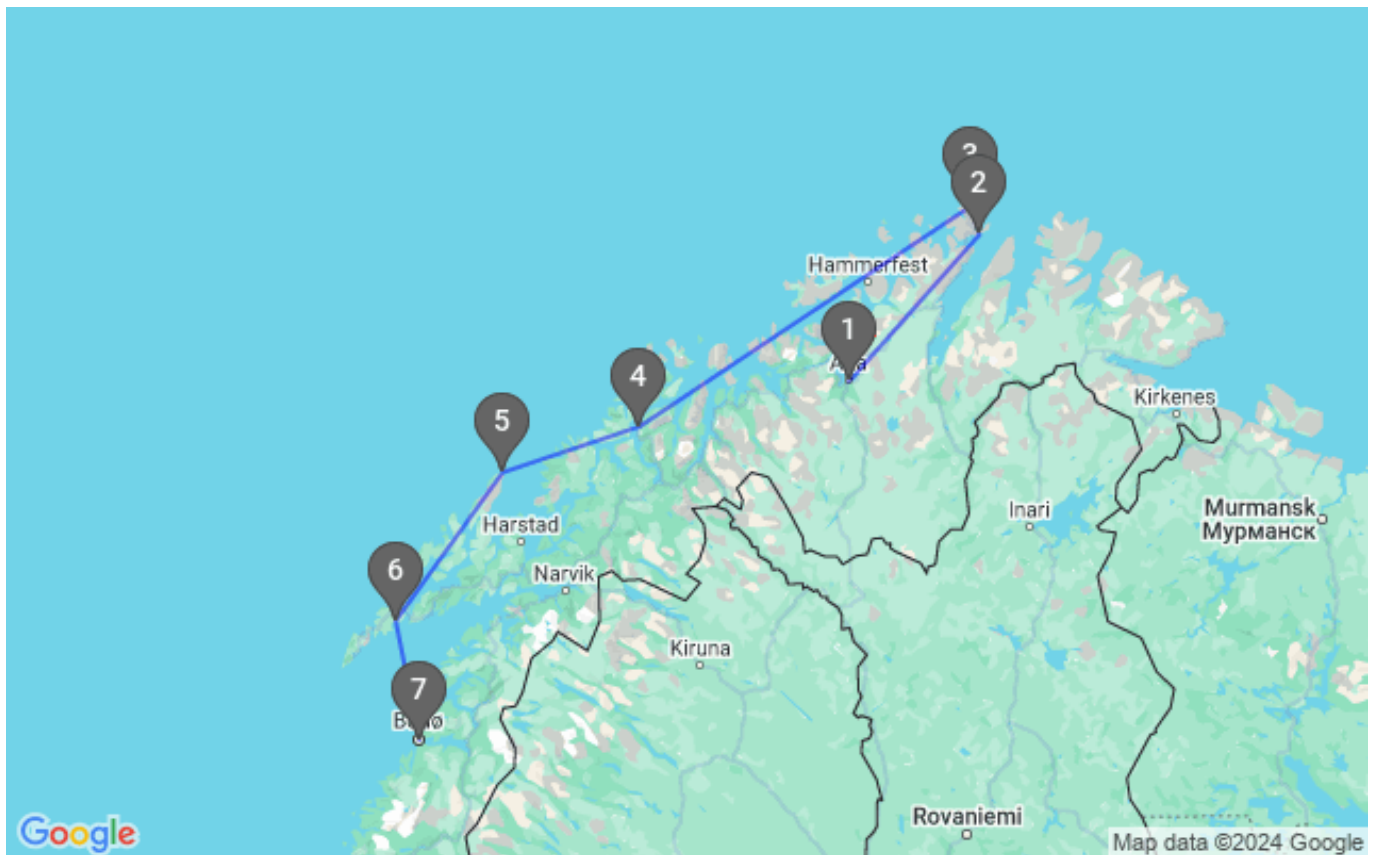 3
2
Hammerfest
1
4
Kirkenes
5
Inari
Murmansk
Мурманск
Harstad
6
Narvik
Kiruna
7
Rovaniemi
Google
Map data ©2024 Google